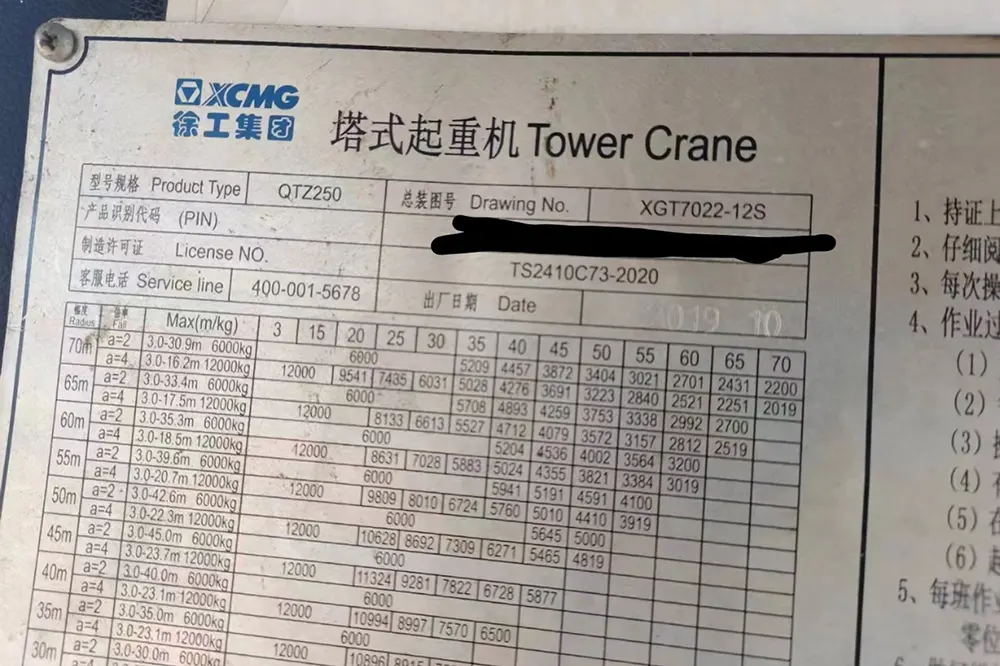 XCMG
徐工集团
塔式起重机 Tower Crane
型号规格 Product Type QTZ250 总装图号 Drawing No. XGT7022-12S
产品识别代码 (PIN)
制造许可证 License NO. TS2410C73-2020
客服电话 Service line 400-001-5678 出厂日期 Date 2019 10
幅度 Radius 倍率 Fall Max(m/kg) 3 15 20 25 30 35 40 45 50 55 60 65 70
70m a=2 3.0-30.9m 6000kg 6000 5209 4457 3872 3404 3021 2701 2431 2200
a=4 3.0-16.2m 12000kg 12000 9541 7435 6031 5028 4276 3691 3223 2840 2521 2251 2019
65m a=2 3.0-33.4m 6000kg 6000 5708 4893 4259 3753 3338 2992 2700
a=4 3.0-17.5m 12000kg 12000 8133 6613 5527 4712 4079 3572 3157 2812 2519
60m a=2 3.0-35.3m 6000kg 6000 5204 4536 4002 3564 3200
a=4 3.0-18.5m 12000kg 12000 8631 7028 5883 5024 4355 3821 3384 3019
55m a=2 3.0-39.6m 6000kg 6000 5941 5191 4591 4100
a=4 3.0-20.7m 12000kg 12000 9809 8010 6724 5760 5010 4410 3919
50m a=2 3.0-42.6m 6000kg 6000 5645 5000
a=4 3.0-22.3m 12000kg 12000 10628 8692 7309 6271 5465 4819
45m a=2 3.0-45.0m 6000kg 6000
a=4 3.0-23.7m 12000kg 12000 11324 9281 7822 6728 5877
40m a=2 3.0-40.0m 6000kg 6000
a=4 3.0-23.1m 12000kg 12000 10994 8997 7570 6500
35m a=2 3.0-35.0m 6000kg 6000
a=4 3.0-23.1m 12000kg 12000 10896
30m a=2 3.0-30.0m 6000kg
a=4
1、持证上
2、仔细阅
3、每次操
4、作业过
(1)
(2)
(3)
(4)
(5)
(6)
5、每班作
零位